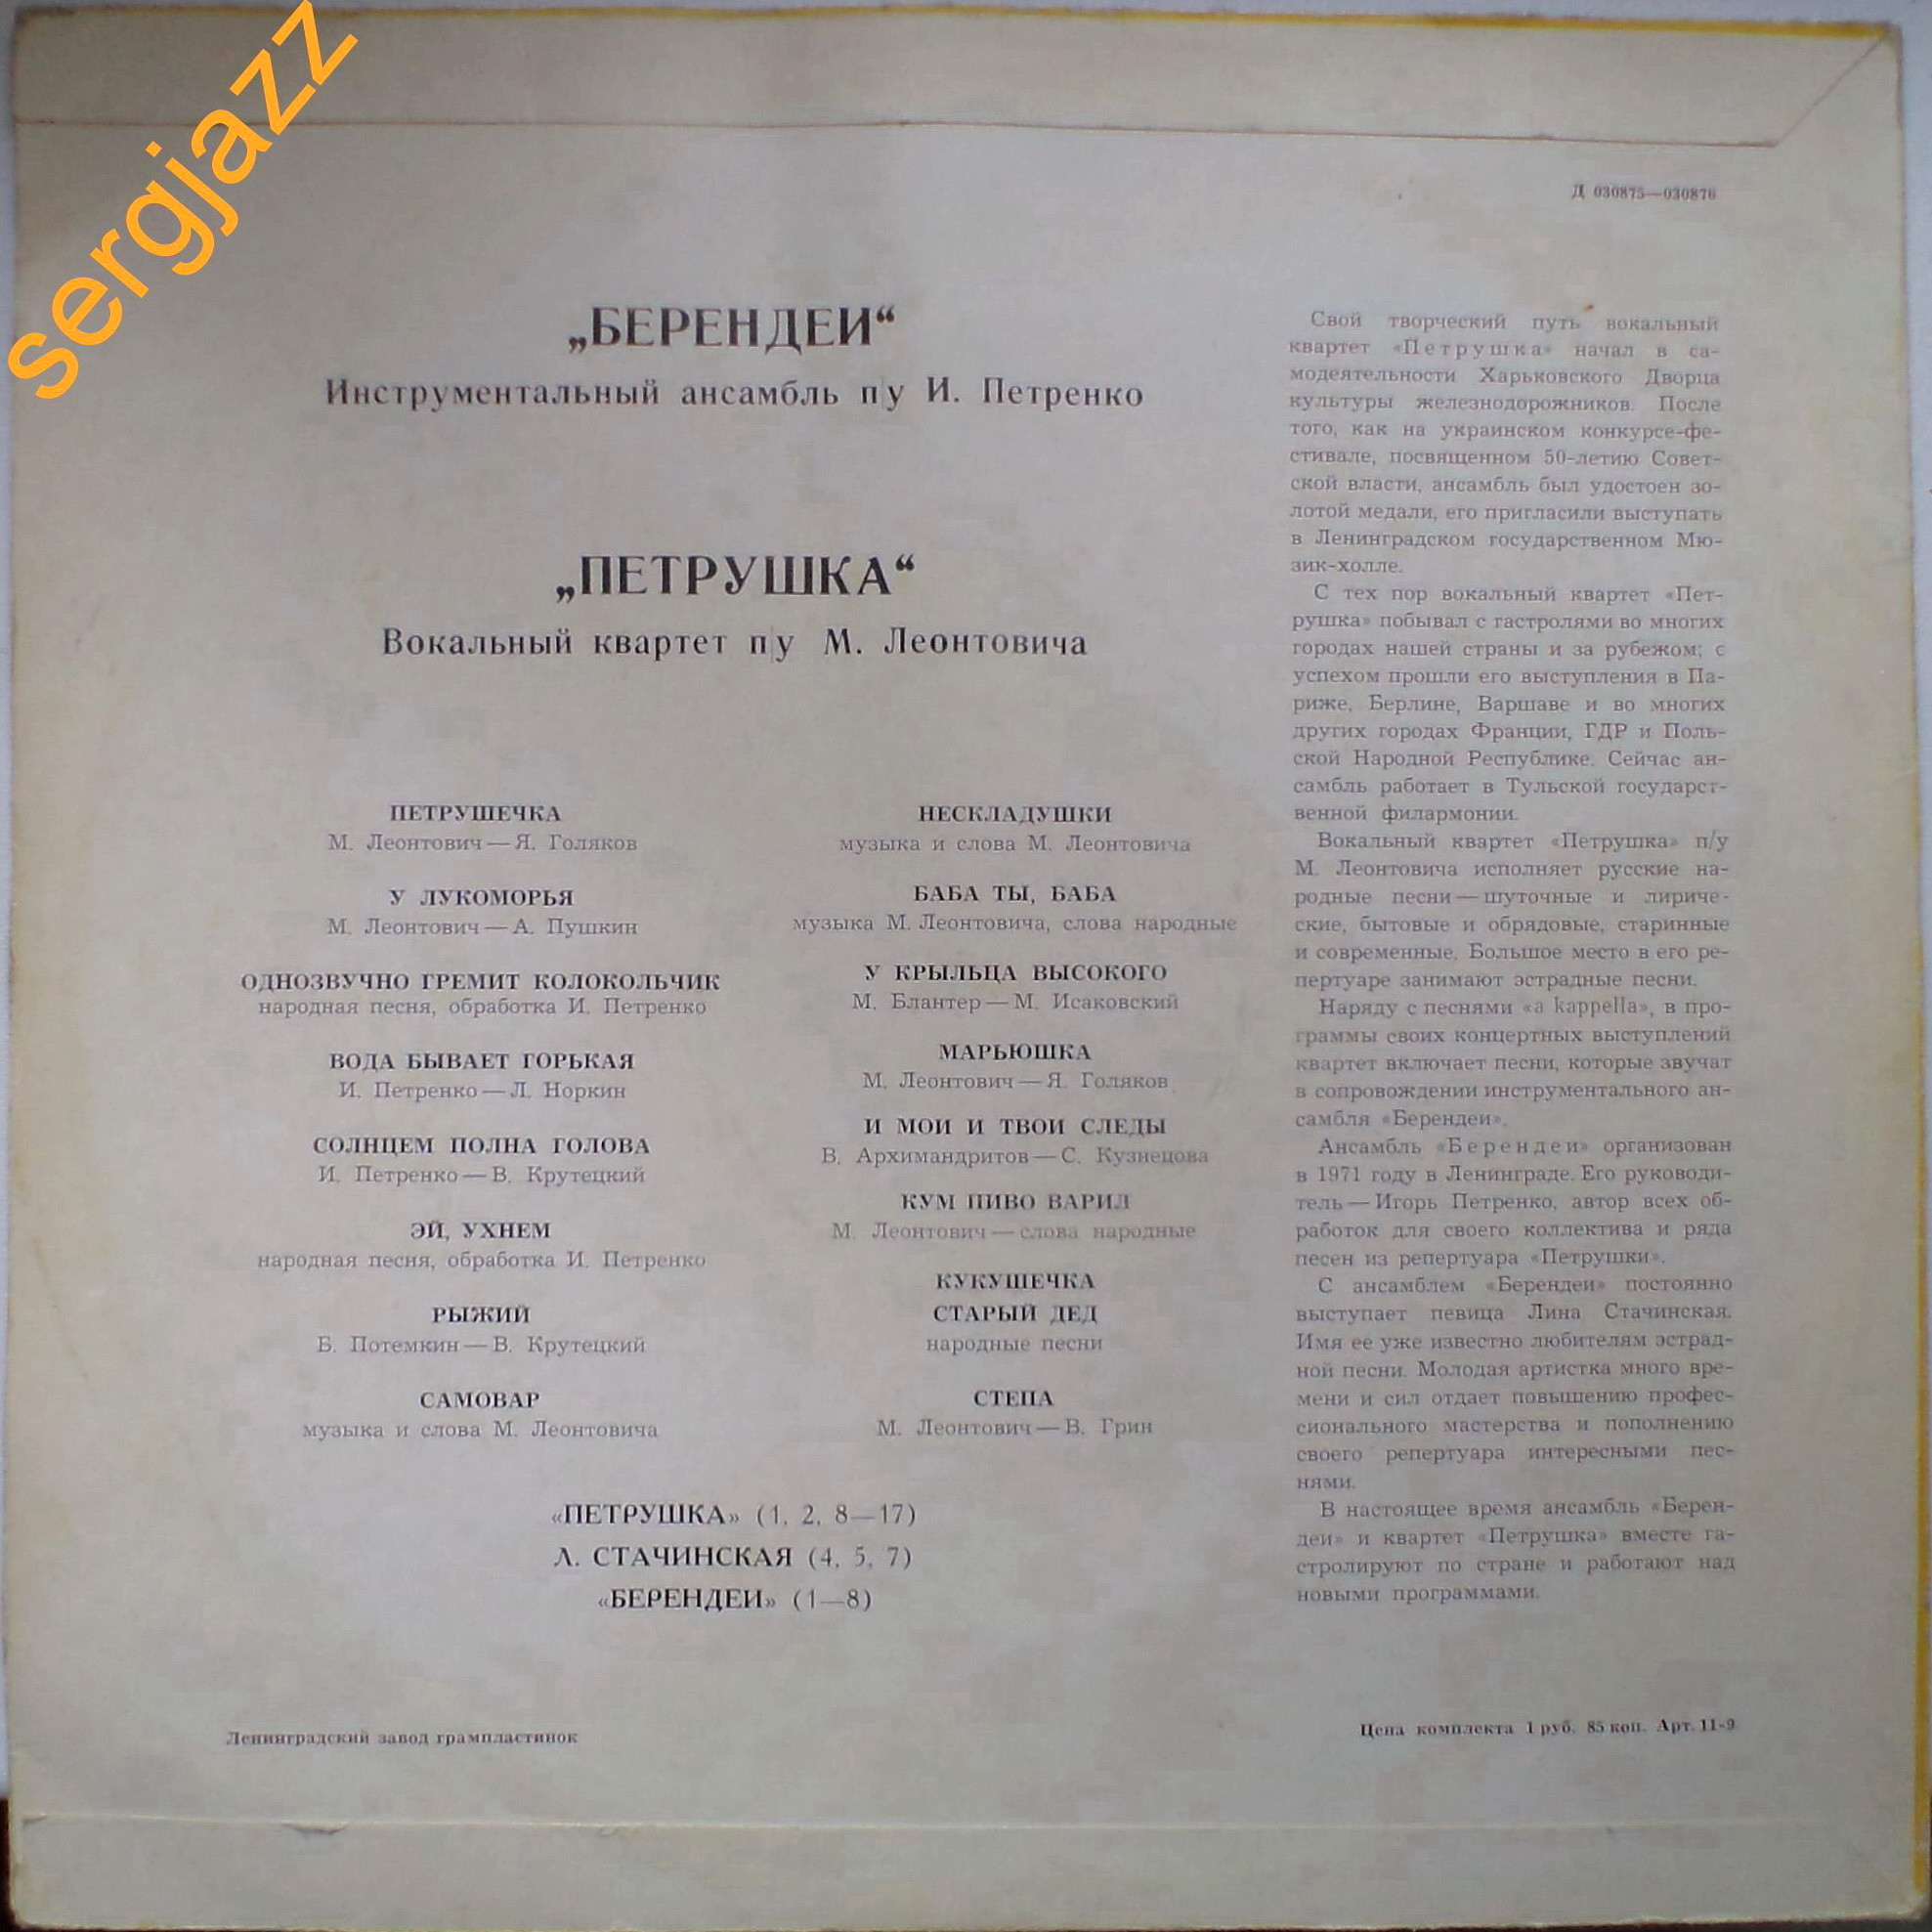 sergjazz
Д 030875—030876
„БЕРЕНДЕИ“
Инструментальный ансамбль п/у И. Петренко
„ПЕТРУШКА“
Вокальный квартет п/у М. Леонтовича
ПЕТРУШЕЧКА
М. Леонтович — Я. Голяков
У ЛУКОМОРЬЯ
М. Леонтович — А. Пушкин
ОДНОЗВУЧНО ГРЕМИТ КОЛОКОЛЬЧИК
народная песня, обработка И. Петренко
ВОДА БЫВАЕТ ГОРЬКАЯ
И. Петренко — Л. Норкин
СОЛНЦЕМ ПОЛНА ГОЛОВА
И. Петренко — В. Крутецкий
ЭЙ, УХНЕМ
народная песня, обработка И. Петренко
РЫЖИЙ
Б. Потемкин — В. Крутецкий
САМОВАР
музыка и слова М. Леонтовича
НЕСКЛАДУШКИ
музыка и слова М. Леонтовича
БАБА ТЫ, БАБА
музыка М. Леонтовича, слова народные
У КРЫЛЬЦА ВЫСОКОГО
М. Блантер — М. Исаковский
МАРЬЮШКА
М. Леонтович — Я. Голяков
И МОИ И ТВОИ СЛЕДЫ
В. Архимандритов — С. Кузнецова
КУМ ПИВО ВАРИЛ
М. Леонтович — слова народные
КУКУШЕЧКА
СТАРЫЙ ДЕД
народные песни
СТЕПА
М. Леонтович — В. Грин
«ПЕТРУШКА» (1, 2, 8—17)
Л. СТАЧИНСКАЯ (4, 5, 7)
«БЕРЕНДЕИ» (1—8)
Свой творческий путь вокальный
квартет «Петрушка» начал в са-
модеятельности Харьковского Дворца
культуры железнодорожников. После
того, как на украинском конкурсе-фе-
стивале, посвященном 50-летию Совет-
ской власти, ансамбль был удостоен зо-
лотой медали, его пригласили выступать
в Ленинградском государственном Мю-
зик-холле.
С тех пор вокальный квартет «Пет-
рушка» побывал с гастролями во многих
городах нашей страны и за рубежом; с
успехом прошли его выступления в Па-
риже, Берлине, Варшаве и во многих
других городах Франции, ГДР и Поль-
ской Народной Республике. Сейчас ан-
самбль работает в Тульской государст-
венной филармонии.
Вокальный квартет «Петрушка» п/у
М. Леонтовича исполняет русские на-
родные песни — шуточные и лириче-
ские, бытовые и обрядовые, старинные
и современные. Большое место в его ре-
пертуаре занимают эстрадные песни.
Наряду с песнями «a kappella», в про-
граммы своих концертных выступлений
квартет включает песни, которые звучат
в сопровождении инструментального ан-
самбля «Берендеи».
Ансамбль «Берендеи» организован
в 1971 году в Ленинграде. Его руководи-
тель — Игорь Петренко, автор всех об-
работок для своего коллектива и ряда
песен из репертуара «Петрушки».
С ансамблем «Берендеи» постоянно
выступает певица Лина Стачинская.
Имя ее уже известно любителям эстрад-
ной песни. Молодая артистка много вре-
мени и сил отдает повышению профес-
сионального мастерства и пополнению
своего репертуара интересными пес-
нями.
В настоящее время ансамбль «Берен-
деи» и квартет «Петрушка» вместе га-
стролируют по стране и работают над
новыми программами.
Ленинградский завод грампластинок
Цена комплекта 1 руб. 85 коп. Арт. 11-9